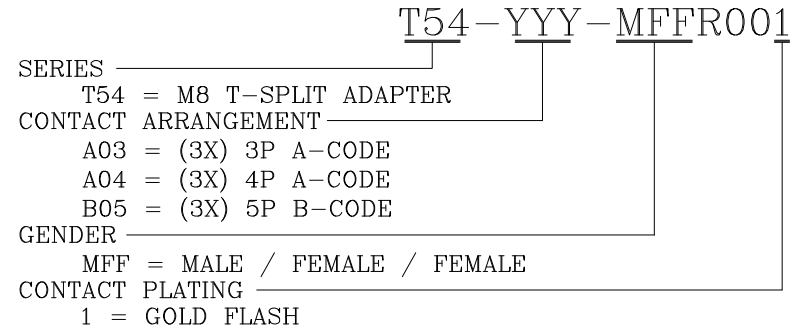 T54-YYY-MFFR001
SERIES
T54 = M8 T-SPLIT ADAPTER
CONTACT ARRANGEMENT
A03 = (3X) 3P A-CODE
A04 = (3X) 4P A-CODE
B05 = (3X) 5P B-CODE
GENDER
MFF = MALE / FEMALE / FEMALE
CONTACT PLATING
1 = GOLD FLASH